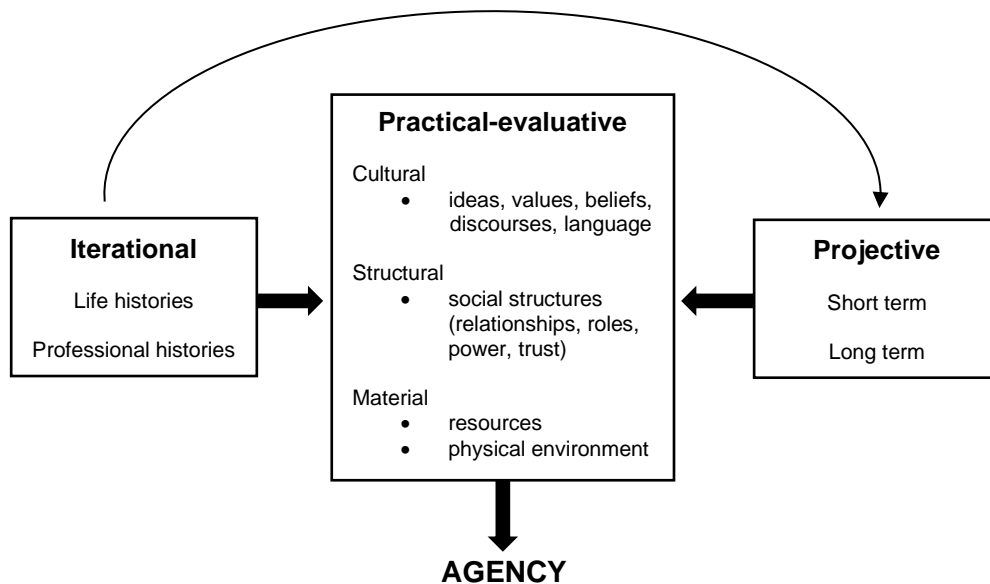 Iterational
Life histories
Professional histories
Practical-evaluative
Cultural
• ideas, values, beliefs,
discourses, language
Structural
• social structures
(relationships, roles,
power, trust)
Material
• resources
• physical environment
Projective
Short term
Long term
AGENCY